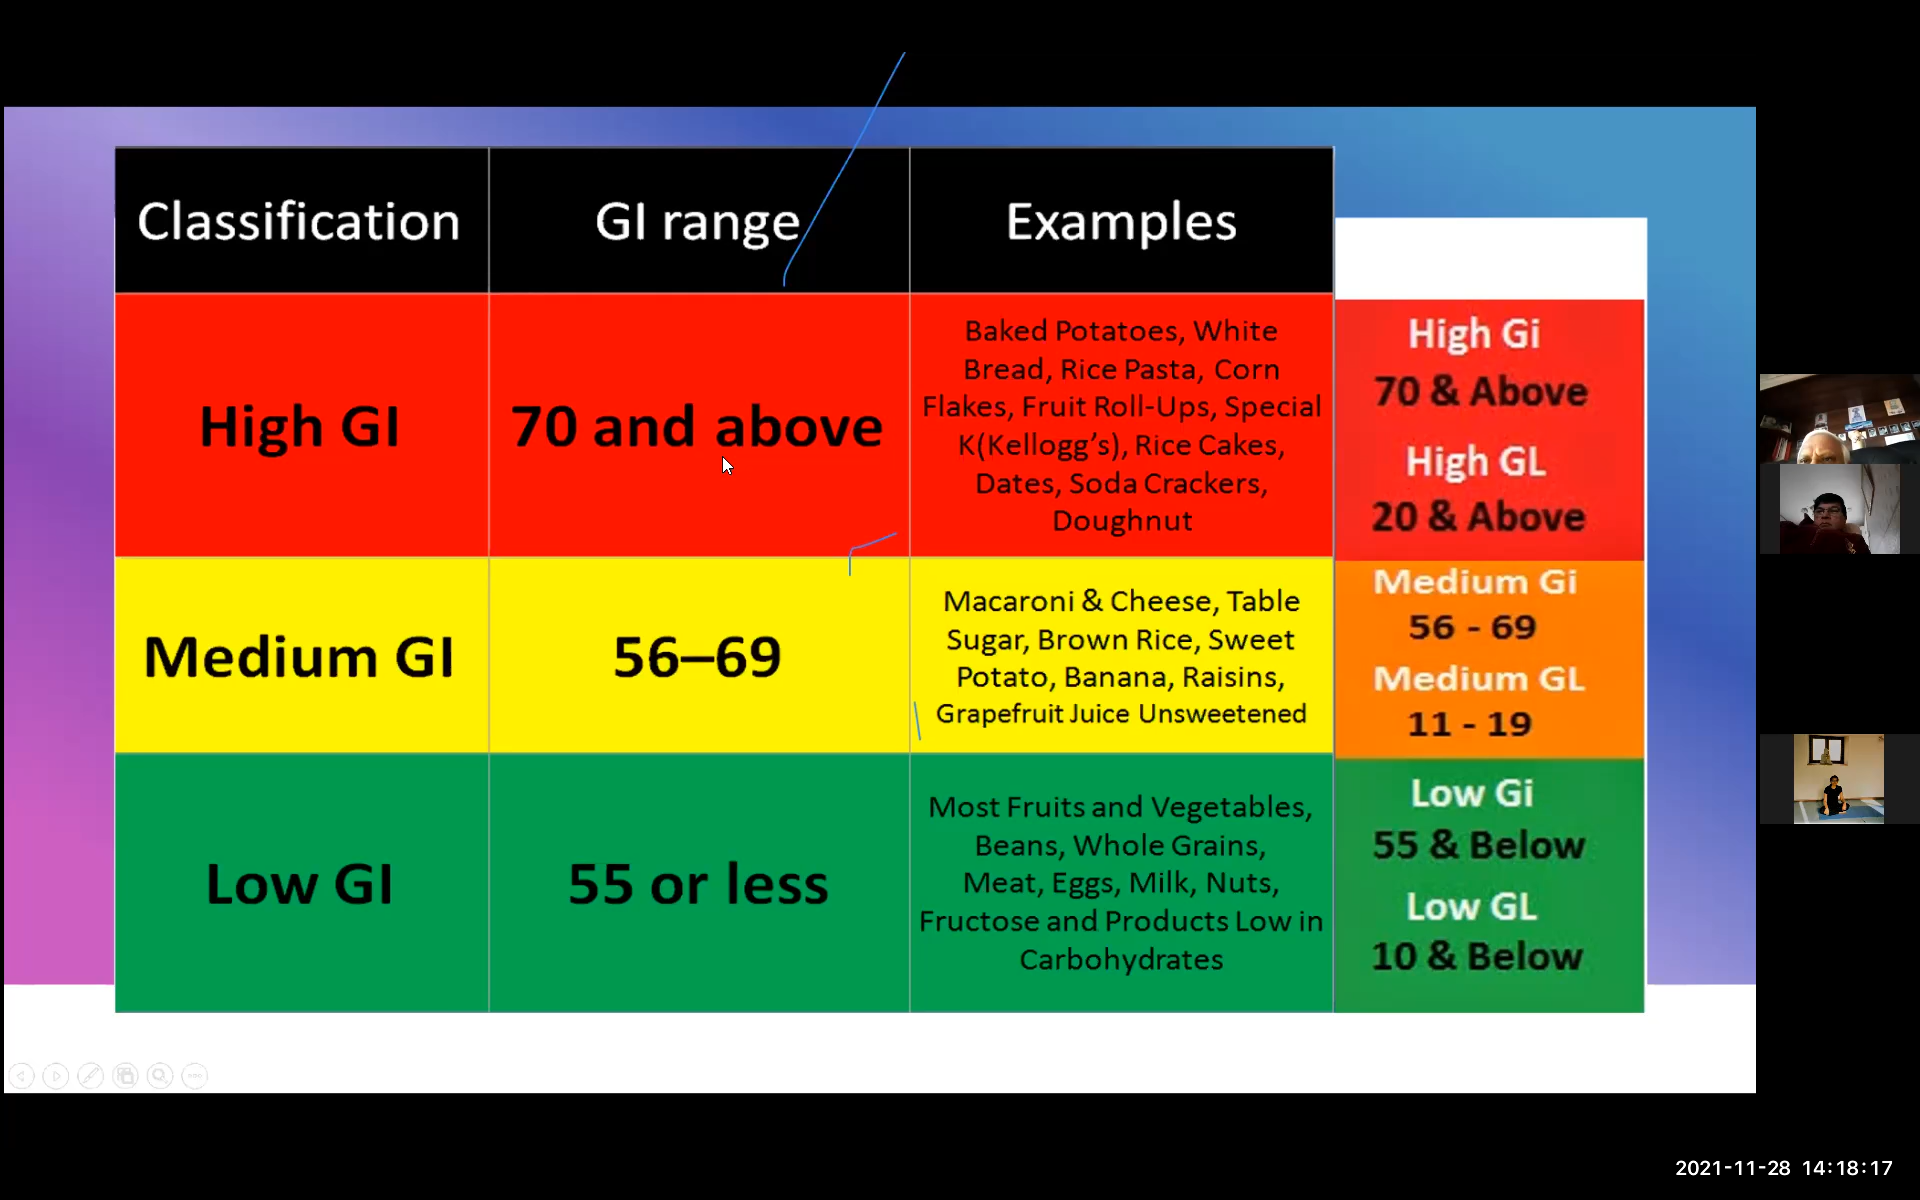 Classification
GI range
Examples
High GI
70 and above
Baked Potatoes, White
Bread, Rice Pasta, Corn
Flakes, Fruit Roll-Ups, Special
K(Kellogg's), Rice Cakes,
Dates, Soda Crackers,
Doughnut
High Gi
70 & Above
High GL
20 & Above
Medium GI
56–69
Macaroni & Cheese, Table
Sugar, Brown Rice, Sweet
Potato, Banana, Raisins,
Grapefruit Juice Unsweetened
Medium Gi
56 - 69
Medium GL
11 - 19
Low GI
55 or less
Most Fruits and Vegetables,
Beans, Whole Grains,
Meat, Eggs, Milk, Nuts,
Fructose and Products Low in
Carbohydrates
Low Gi
55 & Below
Low GL
10 & Below
2021-11-28 14:18:17